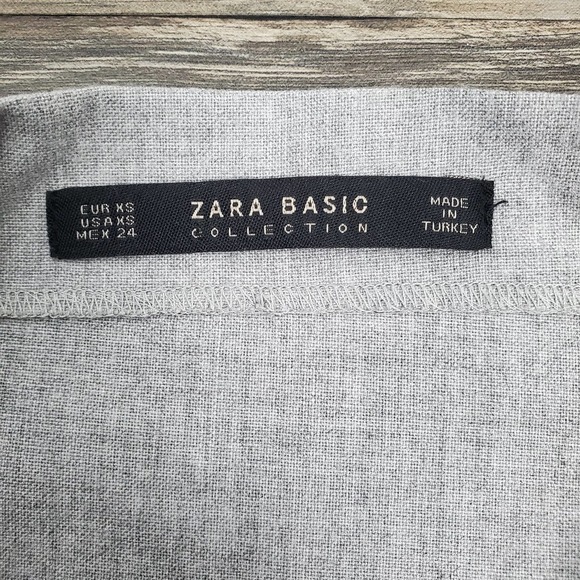 EUR XS
USA XS
MEX 24
ZARA BASIC
COLLECTION
MADE
IN
TURKEY